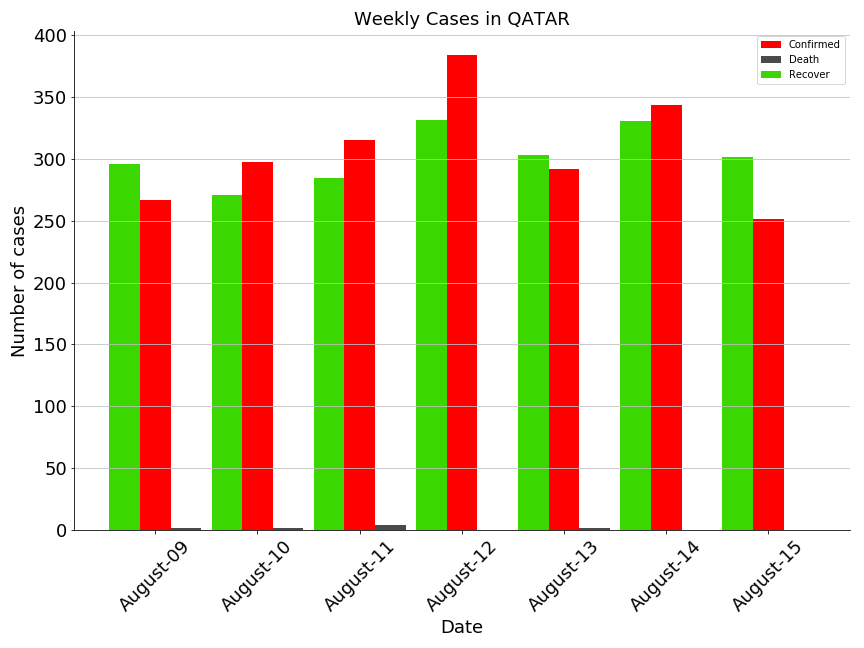 Weekly Cases in QATAR
Confirmed
Death
Recover
Number of cases
400
350
300
250
200
150
100
50
0
August-09
August-10
August-11
August-12
August-13
August-14
August-15
Date